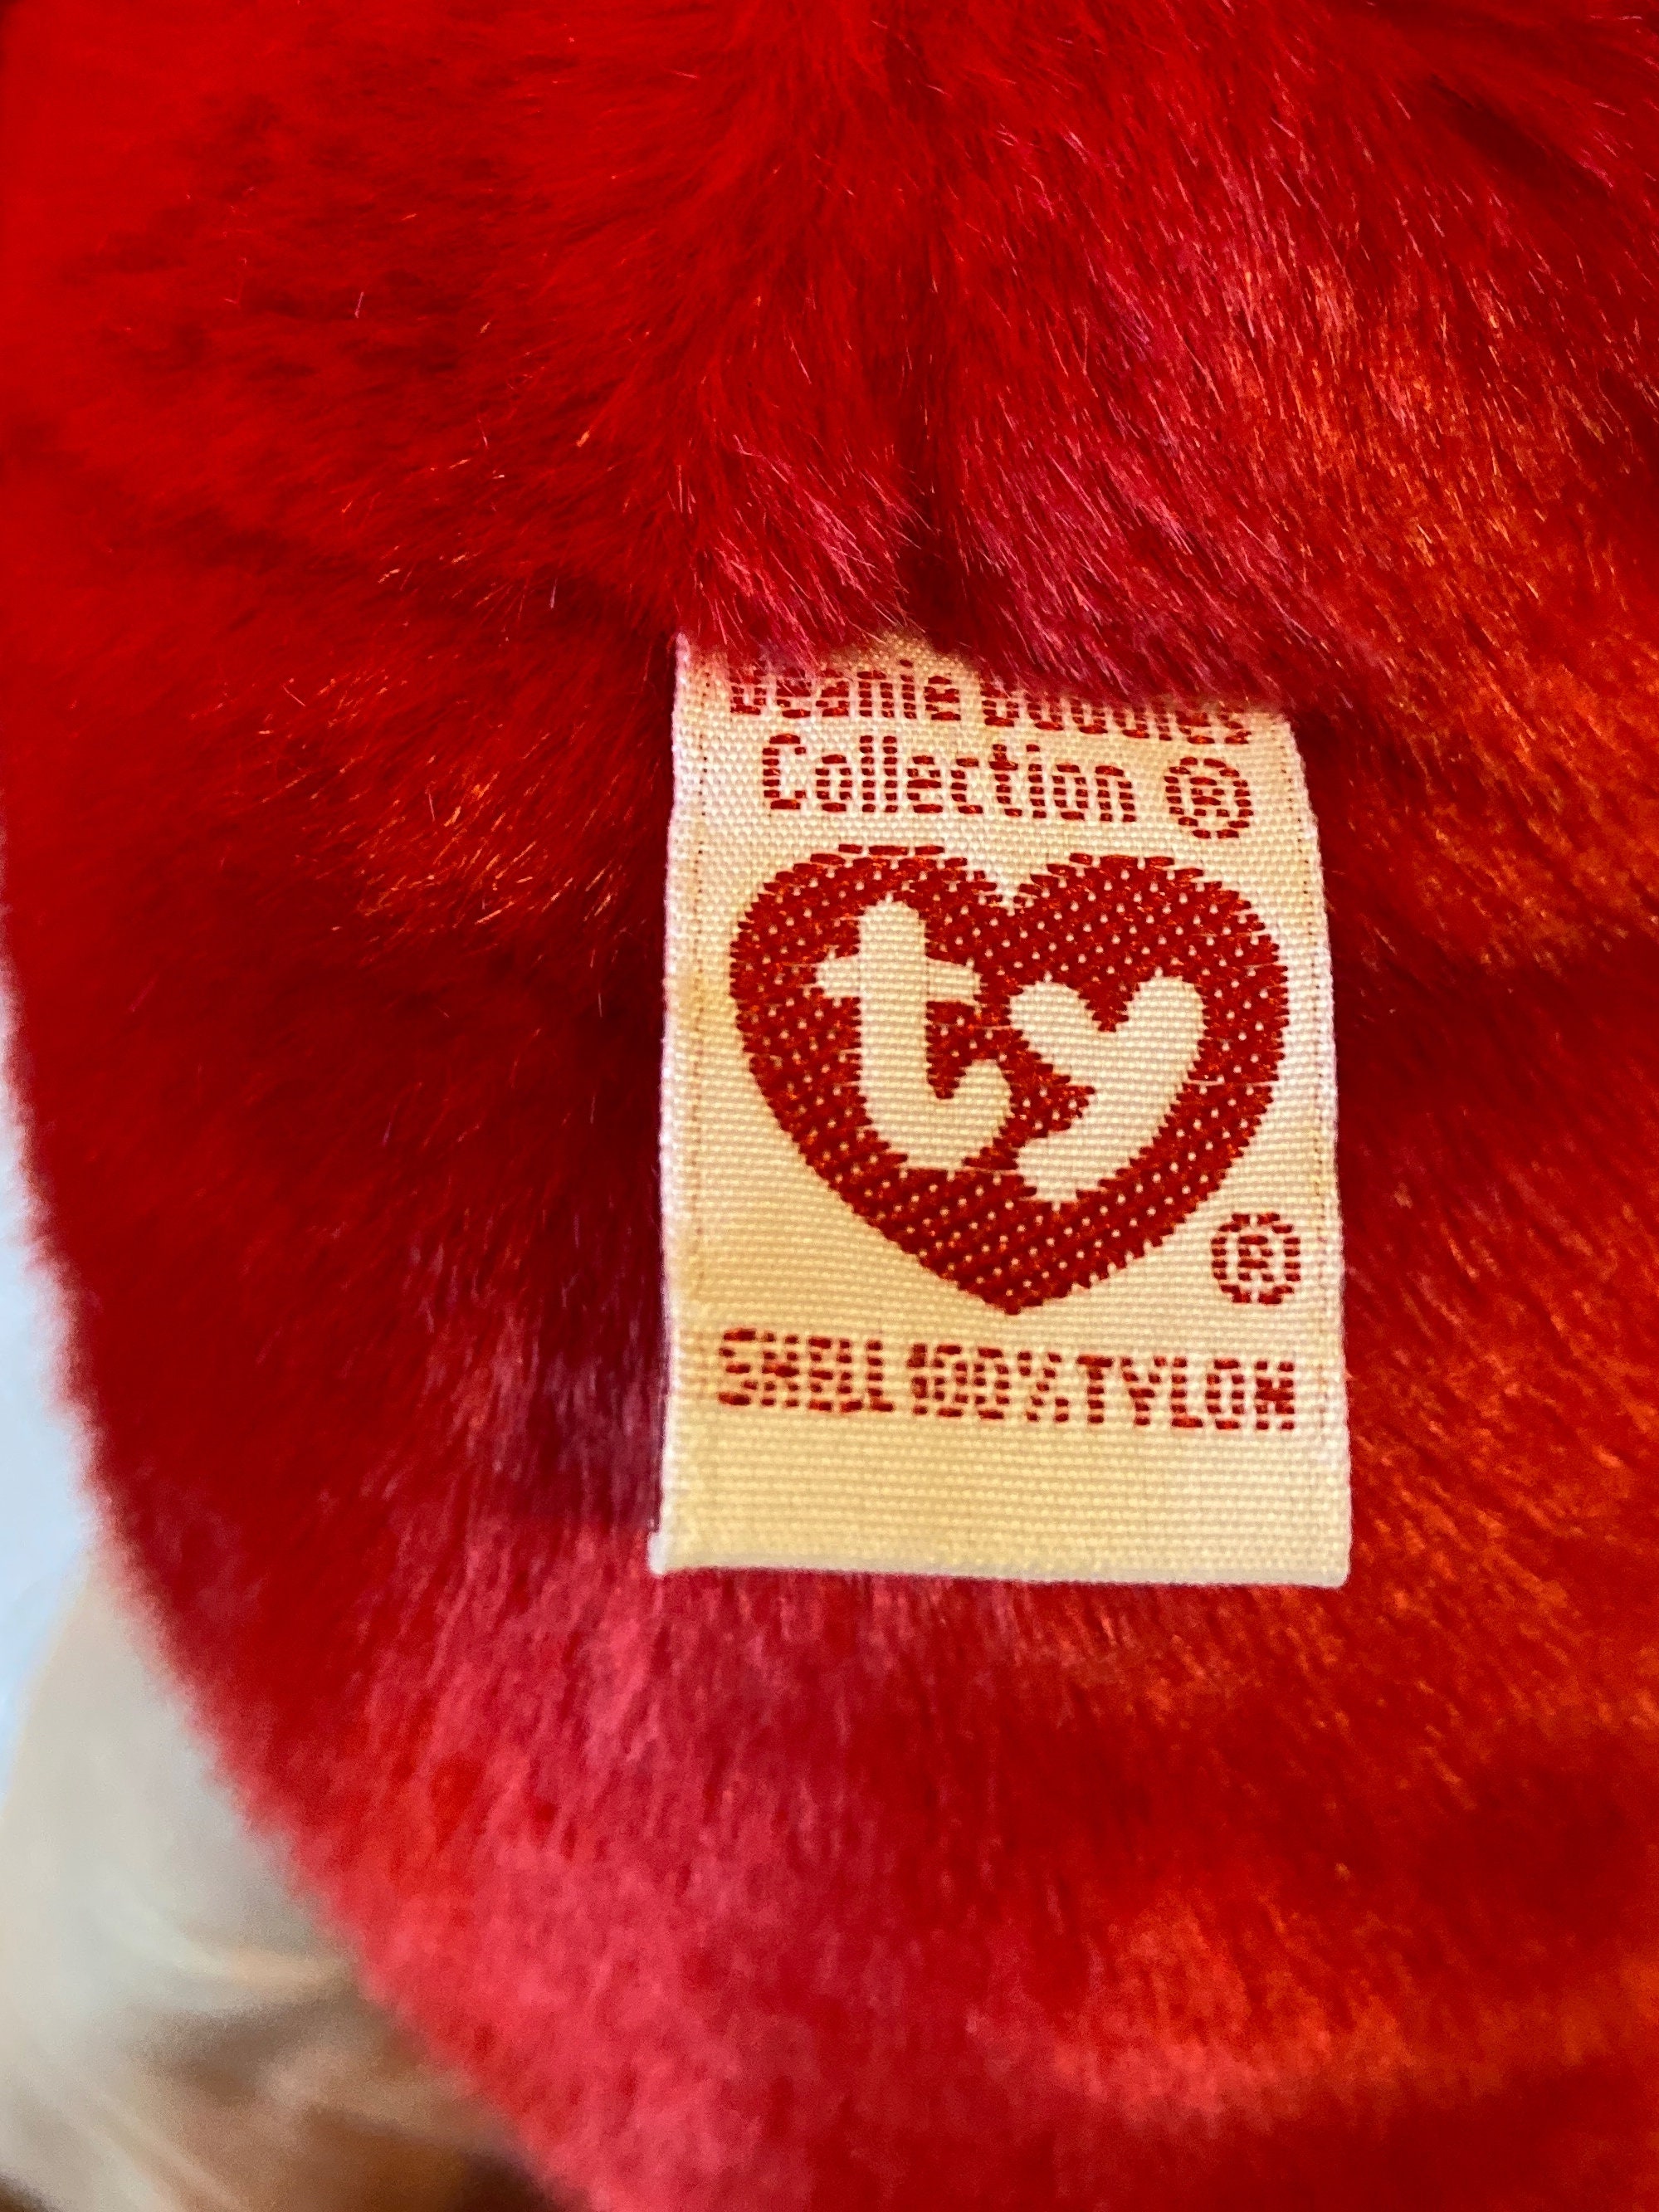 Beanie Buddies
Collection ®
ty
®
SHELL 100% TYLON